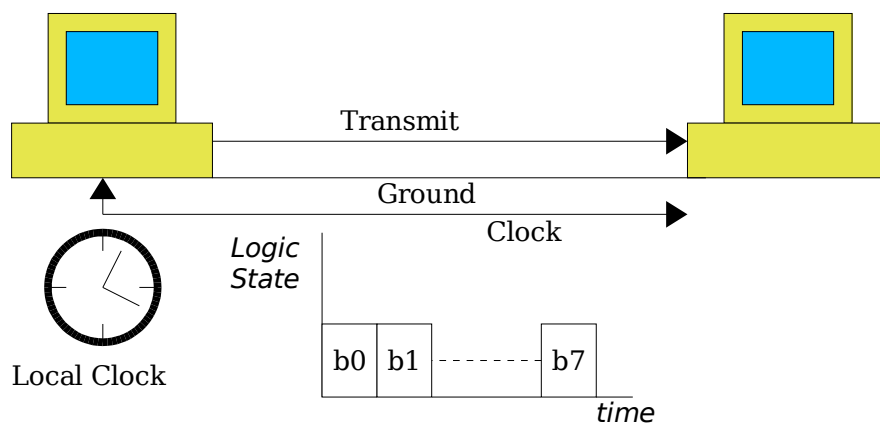 Transmit
Ground
Clock
Logic
State
Local Clock
b0
b1
b7
time